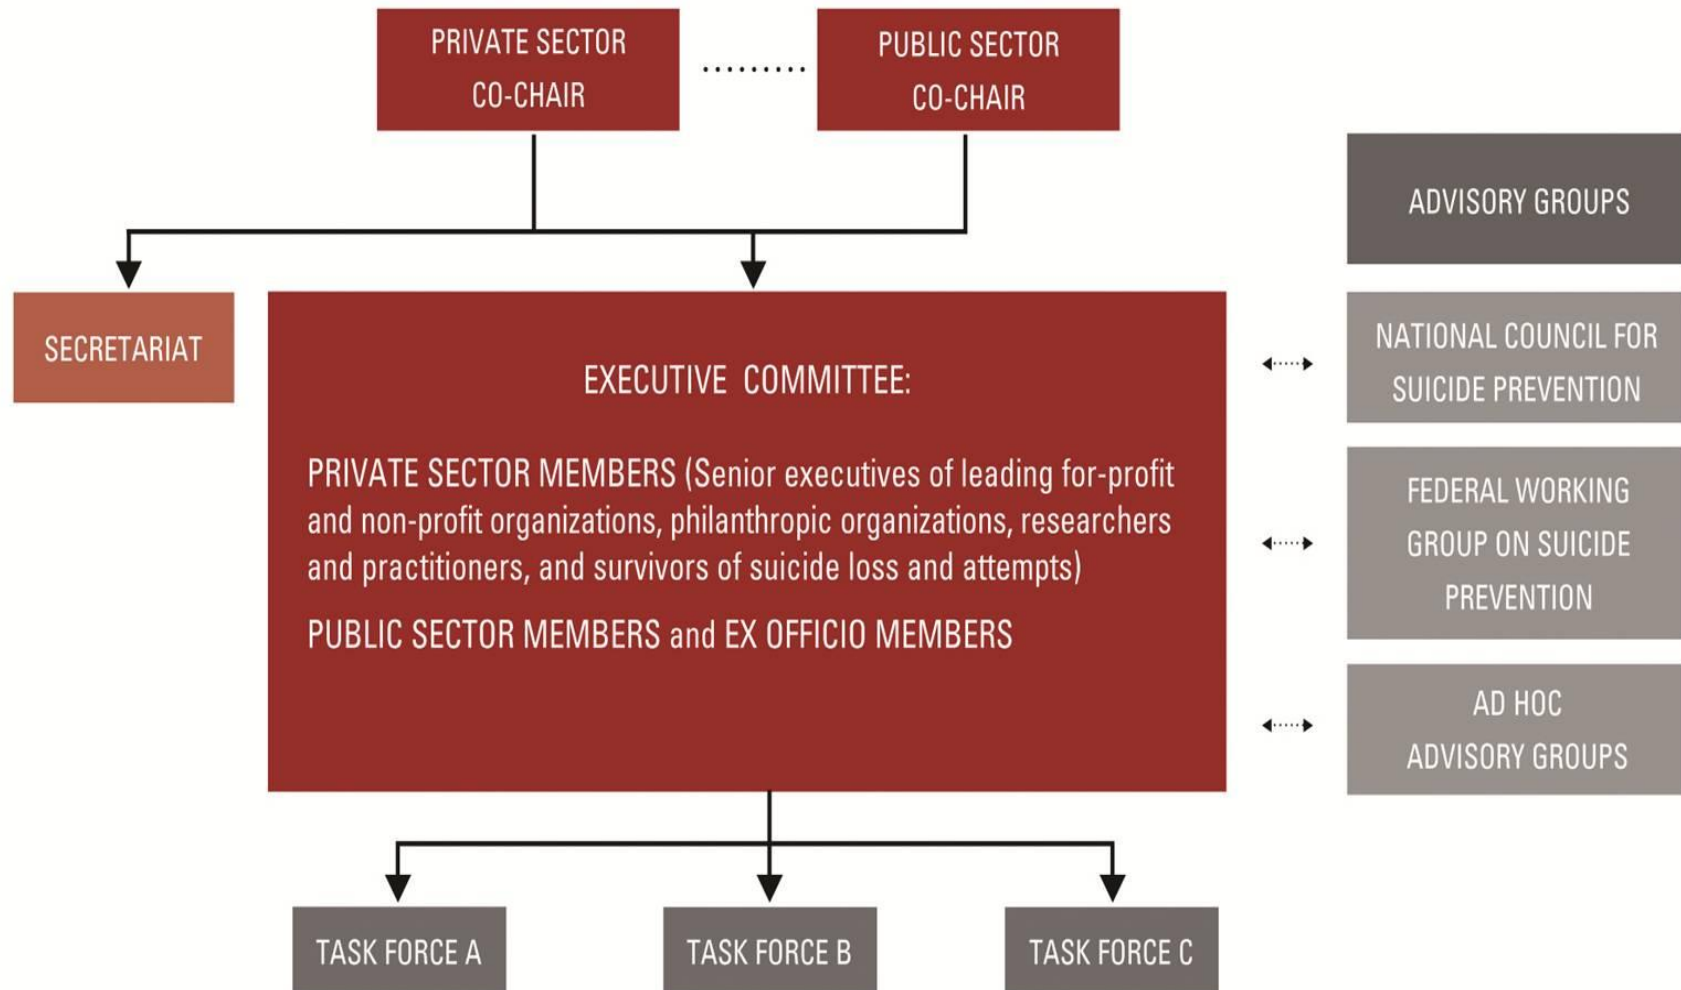 PRIVATE SECTOR
CO-CHAIR
PUBLIC SECTOR
CO-CHAIR
ADVISORY GROUPS
SECRETARIAT
EXECUTIVE COMMITTEE:
PRIVATE SECTOR MEMBERS (Senior executives of leading for-profit
and non-profit organizations, philanthropic organizations, researchers
and practitioners, and survivors of suicide loss and attempts)
PUBLIC SECTOR MEMBERS and EX OFFICIO MEMBERS
NATIONAL COUNCIL FOR
SUICIDE PREVENTION
FEDERAL WORKING
GROUP ON SUICIDE
PREVENTION
AD HOC
ADVISORY GROUPS
TASK FORCE A
TASK FORCE B
TASK FORCE C